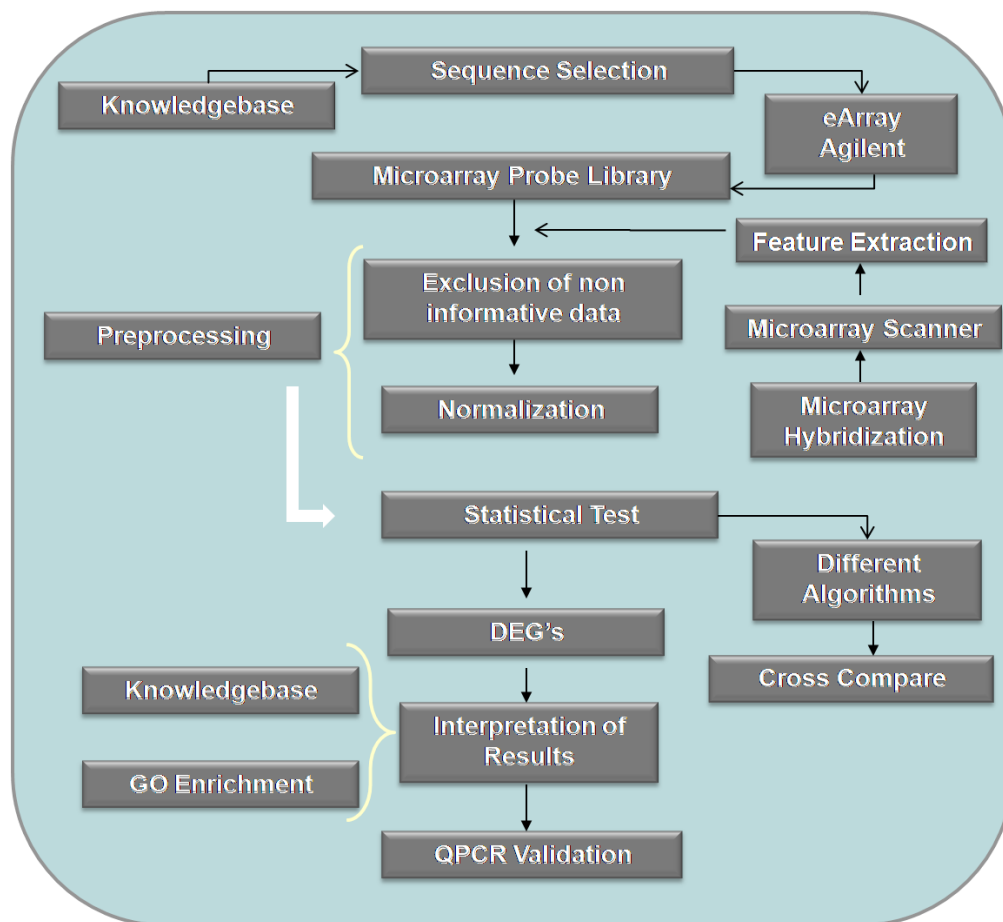 Sequence Selection
Knowledgebase
eArray
Agilent
Microarray Probe Library
Feature Extraction
Exclusion of non
informative data
Preprocessing
Microarray Scanner
Normalization
Microarray
Hybridization
Statistical Test
Different
Algorithms
DEG's
Knowledgebase
Cross Compare
Interpretation of
Results
GO Enrichment
QPCR Validation